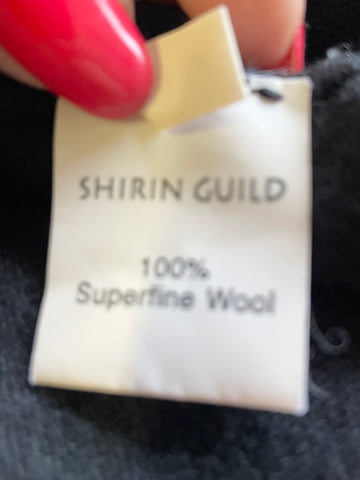 SHIRIN GUILD
100%
Superfine Wool